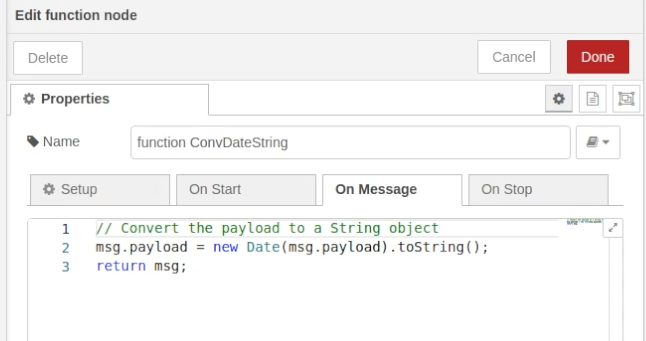 Edit function node
Delete
Cancel
Done
Properties
Name
function ConvDateString
Setup
On Start
On Message
On Stop
1 // Convert the payload to a String object
2 msg.payload = new Date(msg.payload).toString();
3 return msg;